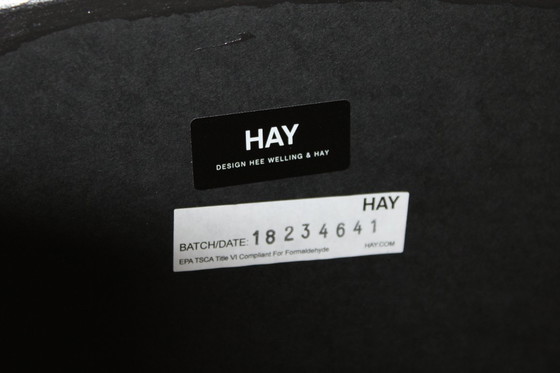 HAY
DESIGN HEE WELLING & HAY
HAY
BATCH/DATE: 18234641
EPA TSCA Title VI Compliant For Formaldehyde
HAY.COM